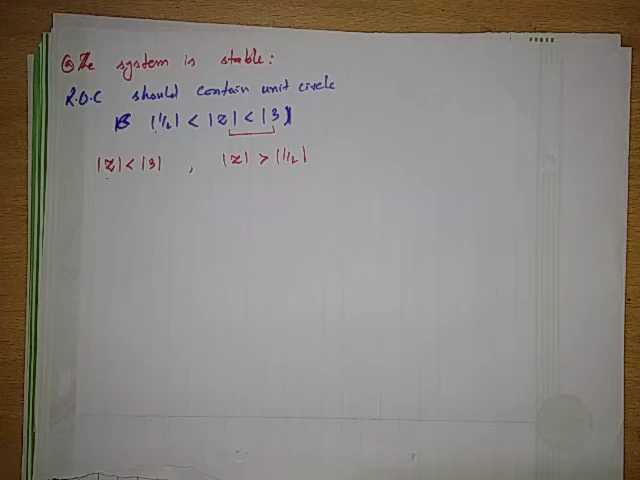 (a) The system is stable:
R.O.C should contain unit circle
is |1/2| < |z| < |3|
|z| < |3| , |z| > |1/2|